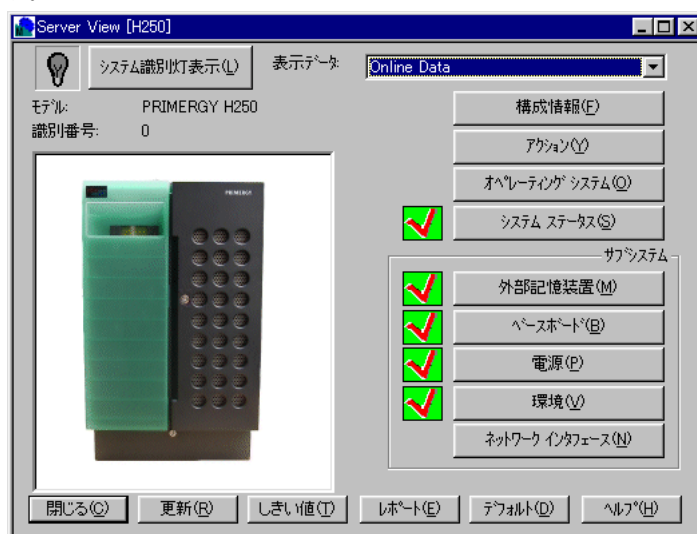 Server View [H250]
システム識別灯表示(L)
表示ﾃﾞｰﾀ:
Online Data
ﾓﾃﾞﾙ: PRIMERGY H250
識別番号: 0
PRIMERGY
構成情報(F)
ｱｸｼｮﾝ(Y)
ｵﾍﾟﾚｰﾃｨﾝｸﾞ ｼｽﾃﾑ(O)
ｼｽﾃﾑ ｽﾃｰﾀｽ(S)
ｻﾌﾞｼｽﾃﾑ
外部記憶装置(M)
ﾍﾞｰｽﾎﾞｰﾄﾞ(B)
電源(P)
環境(V)
ﾈｯﾄﾜｰｸ ｲﾝﾀﾌｪｰｽ(N)
閉じる(C)
更新(R)
しきい値(T)
ﾚﾎﾟｰﾄ(E)
ﾃﾞﾌｫﾙﾄ(D)
ﾍﾙﾌﾟ(H)